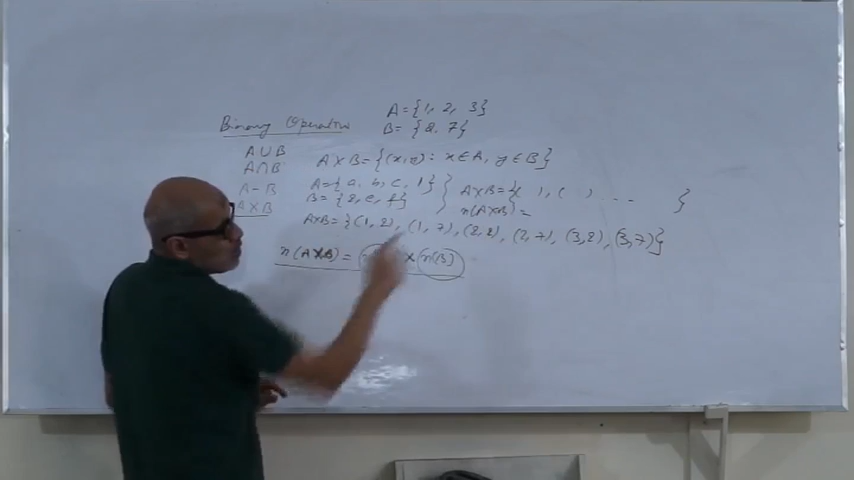 A = {1, 2, 3}
B = {2, 7}
Binary Operation
A∪B
A∩B
A-B
A×B
A×B = {(x, y) : x ∈ A, y ∈ B}
A = {a, b, c, 1}
B = {2, e, f}
A×B = {( , ), ( ) ... }
n(A×B) =
A×B = {(1, 2), (1, 7), (2, 2), (2, 7), (3, 2), (3, 7)}
n(A×B) = × n(B)